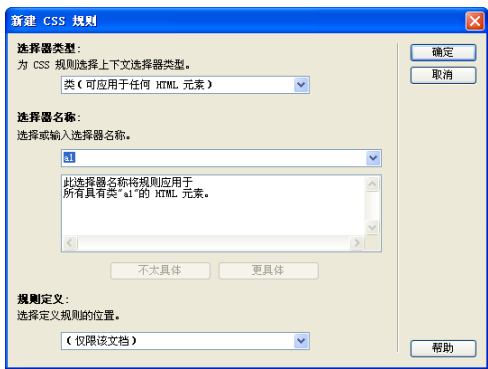 新建 CSS 规则
选择器类型:
为 CSS 规则选择上下文选择器类型。
类(可应用于任何 HTML 元素)
确定
取消
选择器名称:
选择或输入选择器名称。
a1
此选择器名称将规则应用于
所有具有类"a1"的 HTML 元素。
不太具体
更具体
规则定义:
选择定义规则的位置。
(仅限该文档)
帮助